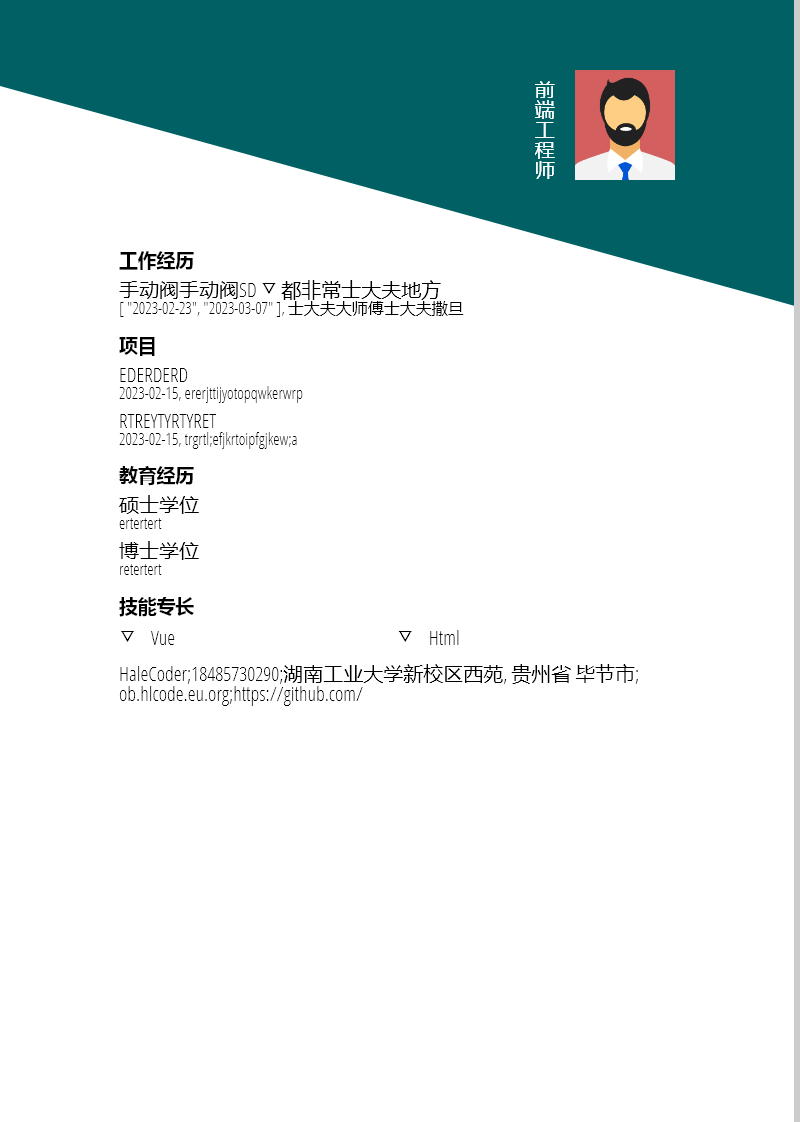 前端工程师
工作经历
手动阀手动阀SD ▽ 都非常士大夫地方
[ "2023-02-23", "2023-03-07" ], 士大夫大师傅士大夫撒旦
项目
EDERDERD
2023-02-15, ererjttijyotopqwkerwrp
RTREYTYRTYRET
2023-02-15, trgrtl;efjkrtoipfgjkew;a
教育经历
硕士学位
ertertert
博士学位
retertert
技能专长
▽ Vue ▽ Html
HaleCoder;18485730290;湖南工业大学新校区西苑, 贵州省 毕节市;
ob.hlcode.eu.org;https://github.com/